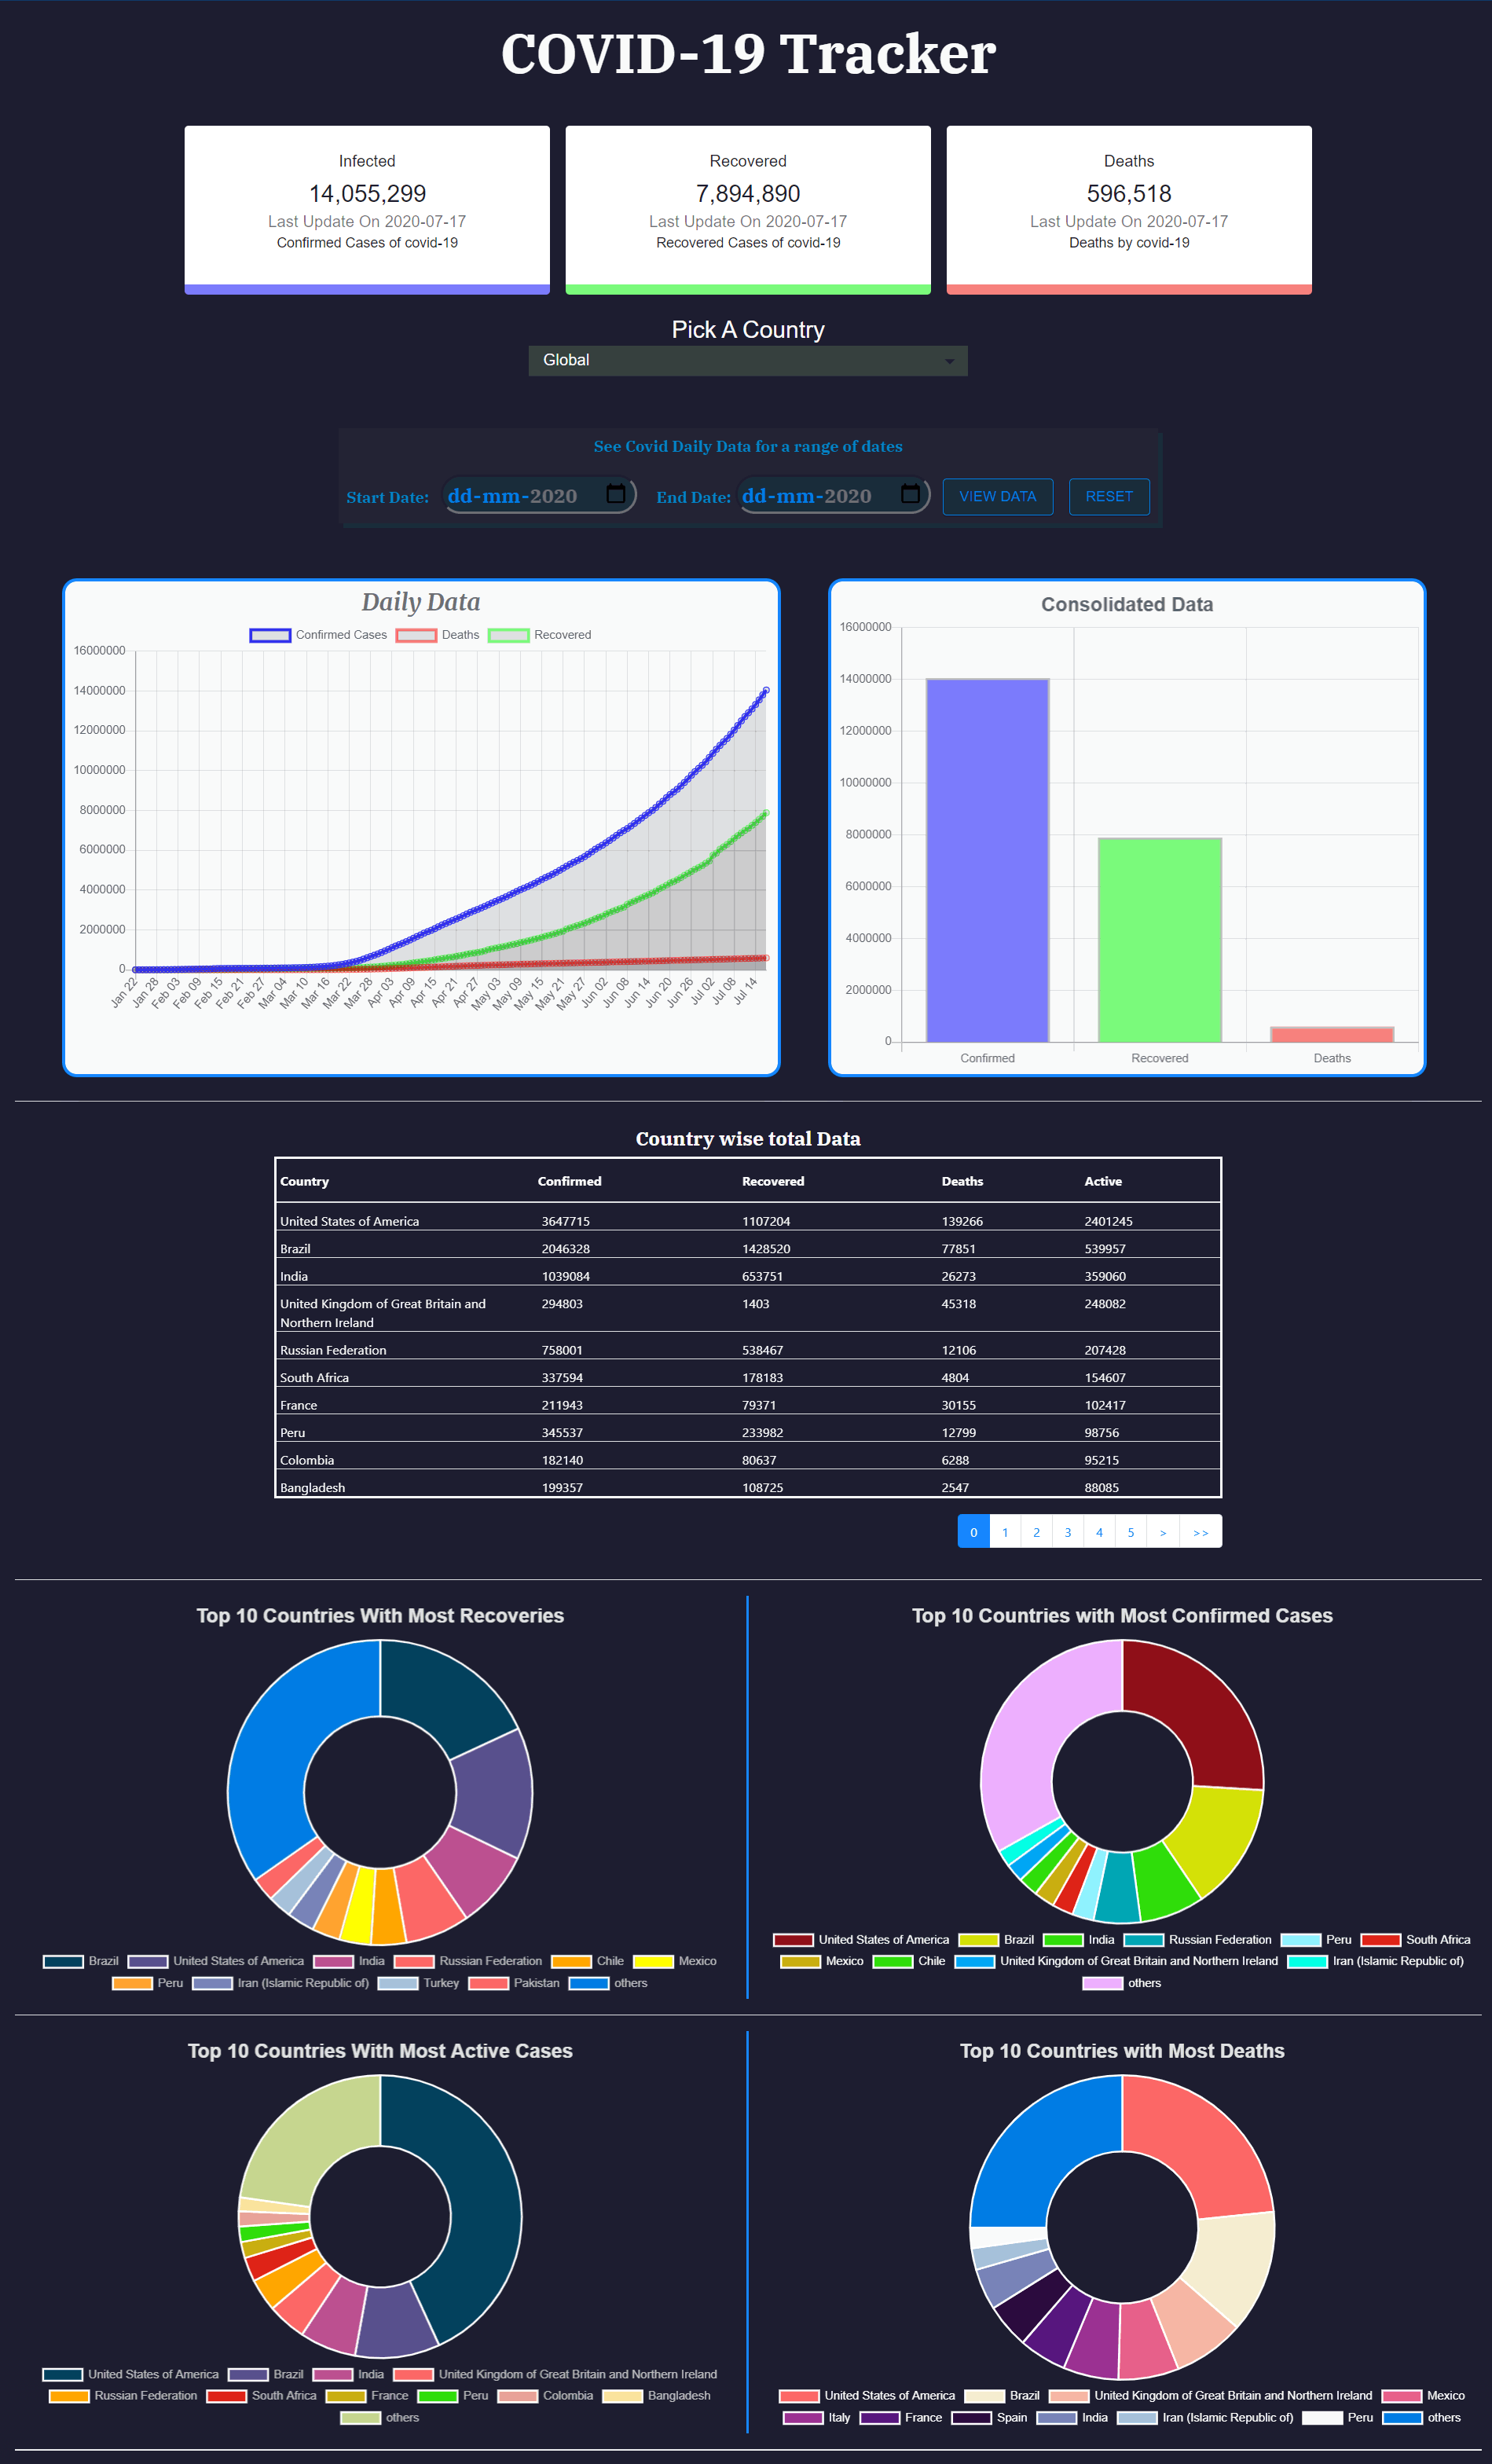 COVID-19 Tracker
Infected
14,055,299
Last Update On 2020-07-17
Confirmed Cases of covid-19
Recovered
7,894,890
Last Update On 2020-07-17
Recovered Cases of covid-19
Deaths
596,518
Last Update On 2020-07-17
Deaths by covid-19
Pick A Country
Global
See Covid Daily Data for a range of dates
Start Date: dd-mm-2020 End Date: dd-mm-2020 VIEW DATA RESET
Daily Data
Confirmed Cases Deaths Recovered
16000000
14000000
12000000
10000000
8000000
6000000
4000000
2000000
0
Jan 22 Jan 28 Feb 03 Feb 09 Feb 15 Feb 21 Feb 27 Mar 04 Mar 10 Mar 16 Mar 22 Mar 28 Apr 03 Apr 09 Apr 15 Apr 21 Apr 27 May 03 May 09 May 15 May 21 May 27 Jun 02 Jun 08 Jun 14 Jun 20 Jun 26 Jul 02 Jul 08 Jul 14
Consolidated Data
16000000
14000000
12000000
10000000
8000000
6000000
4000000
2000000
0
Confirmed Recovered Deaths
Country wise total Data
Country Confirmed Recovered Deaths Active
United States of America 3647715 1107204 139266 2401245
Brazil 2046328 1428520 77851 539957
India 1039084 653751 26273 359060
United Kingdom of Great Britain and 294803 1403 45318 248082
Northern Ireland
Russian Federation 758001 538467 12106 207428
South Africa 337594 178183 4804 154607
France 211943 79371 30155 102417
Peru 345537 233982 12799 98756
Colombia 182140 80637 6288 95215
Bangladesh 199357 108725 2547 88085
0 1 2 3 4 5 > >>
Top 10 Countries With Most Recoveries
Brazil United States of America India Russian Federation Chile Mexico
Peru Iran (Islamic Republic of) Turkey Pakistan others
Top 10 Countries with Most Confirmed Cases
United States of America Brazil India Russian Federation Peru South Africa
Mexico Chile United Kingdom of Great Britain and Northern Ireland Iran (Islamic Republic of)
others
Top 10 Countries With Most Active Cases
United States of America Brazil India United Kingdom of Great Britain and Northern Ireland
Russian Federation South Africa France Peru Colombia Bangladesh
others
Top 10 Countries with Most Deaths
United States of America Brazil United Kingdom of Great Britain and Northern Ireland Mexico
Italy France Spain India Iran (Islamic Republic of) Peru others